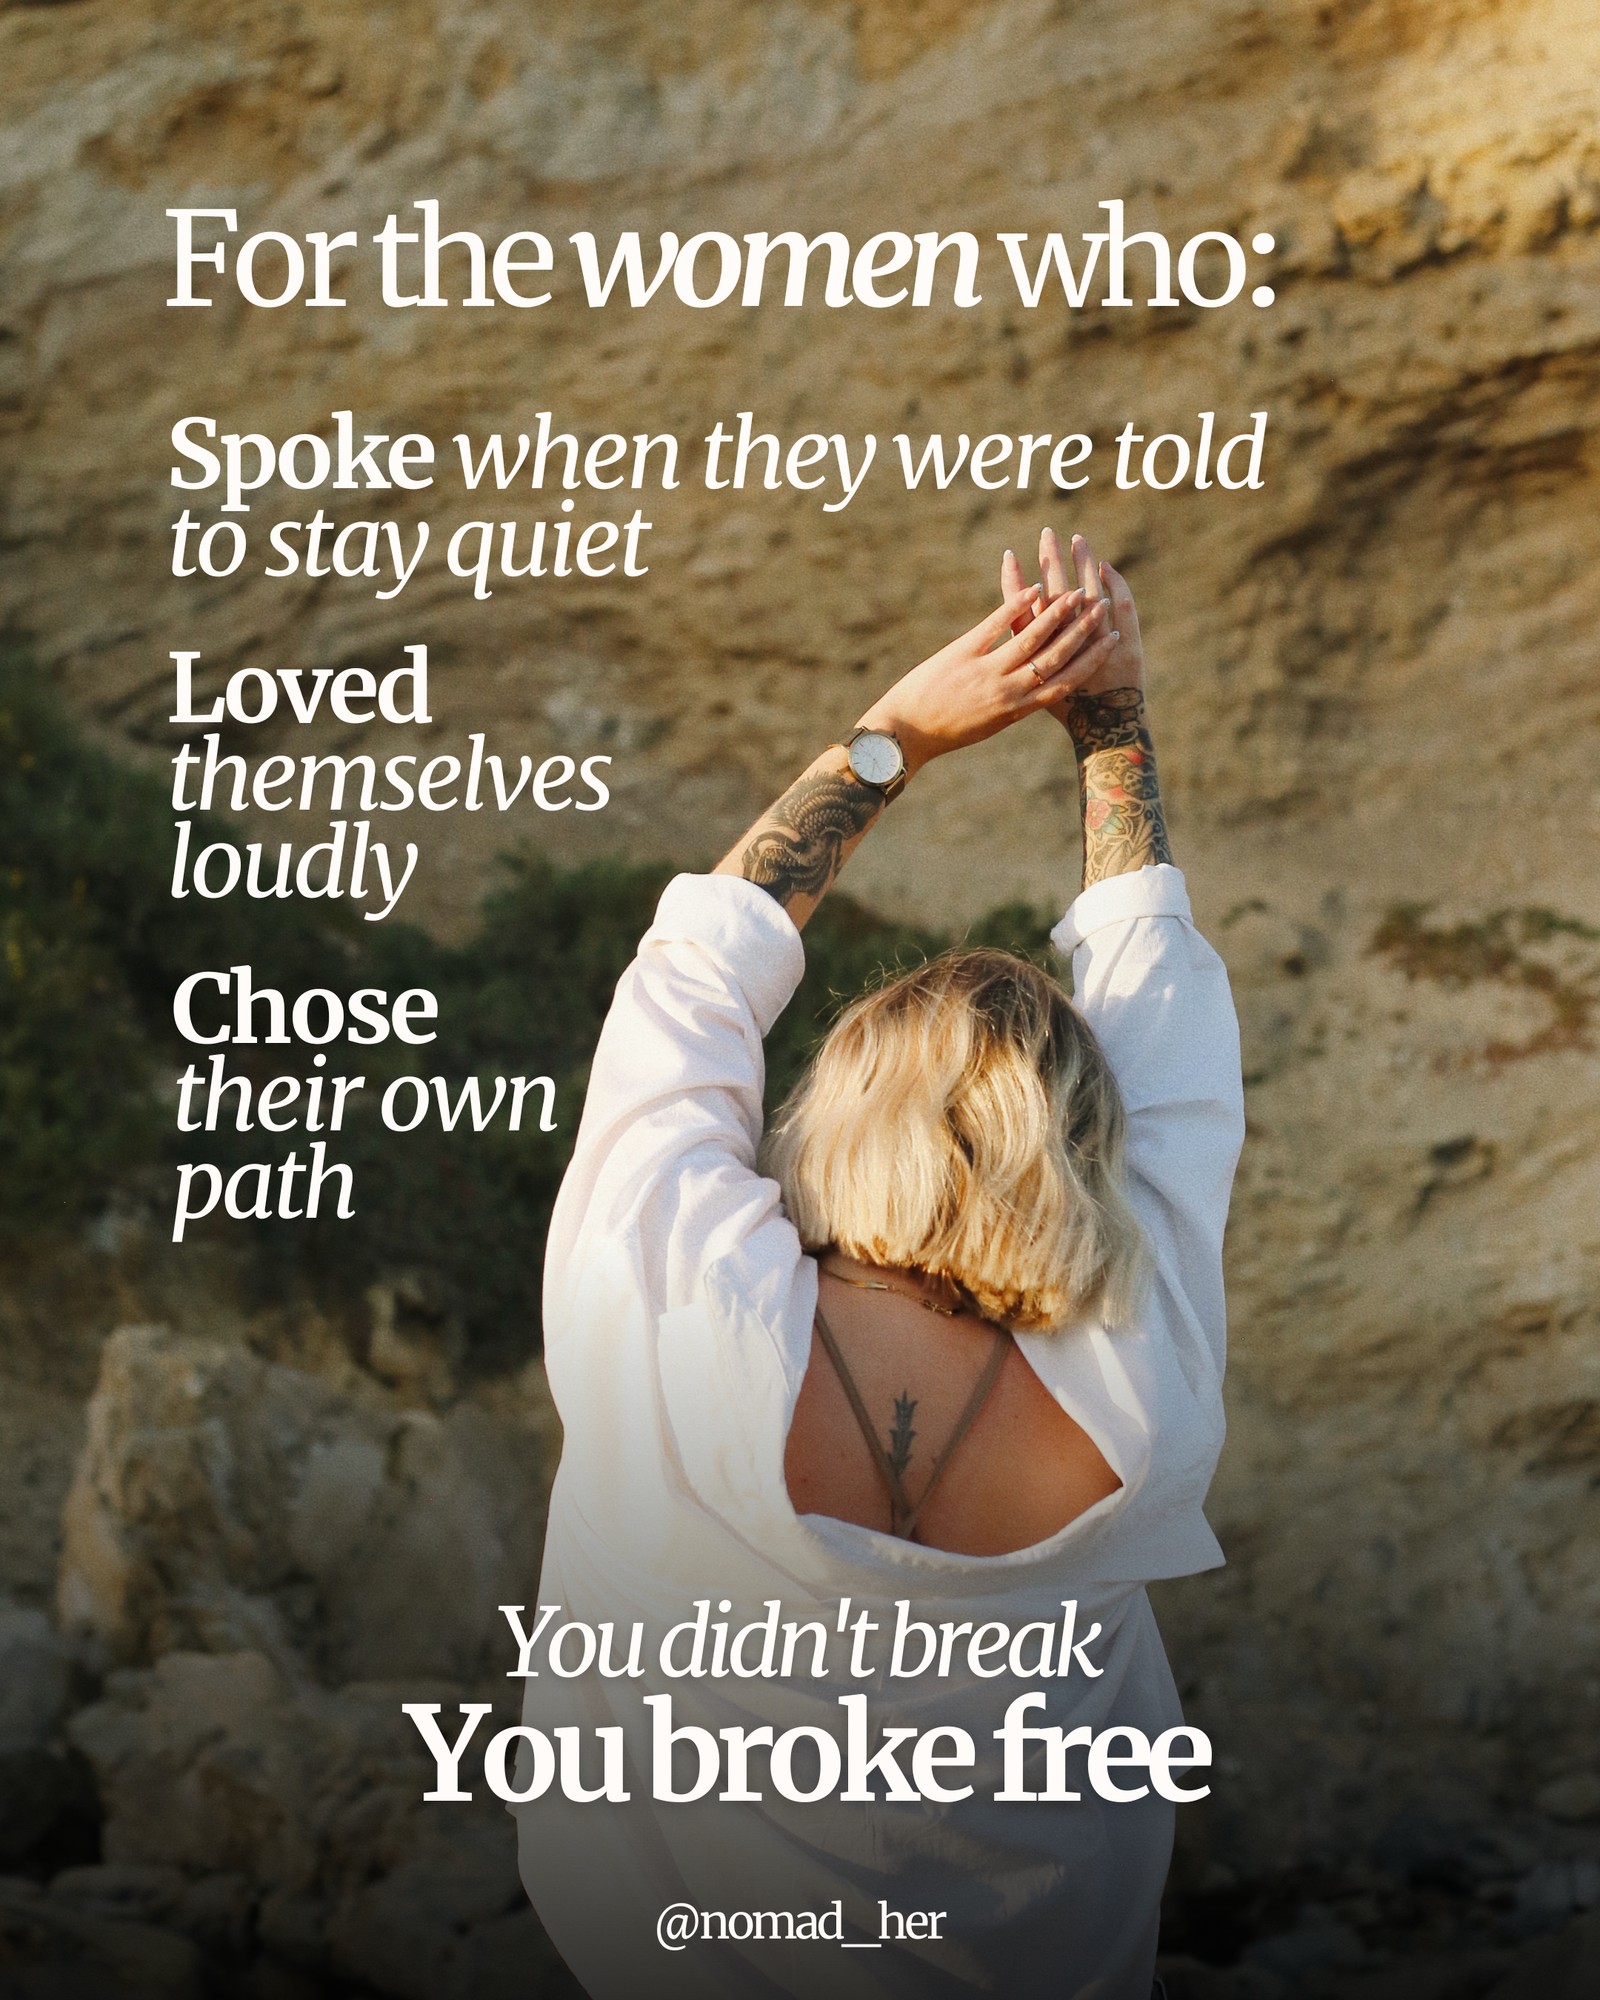 For the women who:
Spoke when they were told
to stay quiet
Loved
themselves
loudly
Chose
their own
path
You didn't break
You broke free
@nomad_her